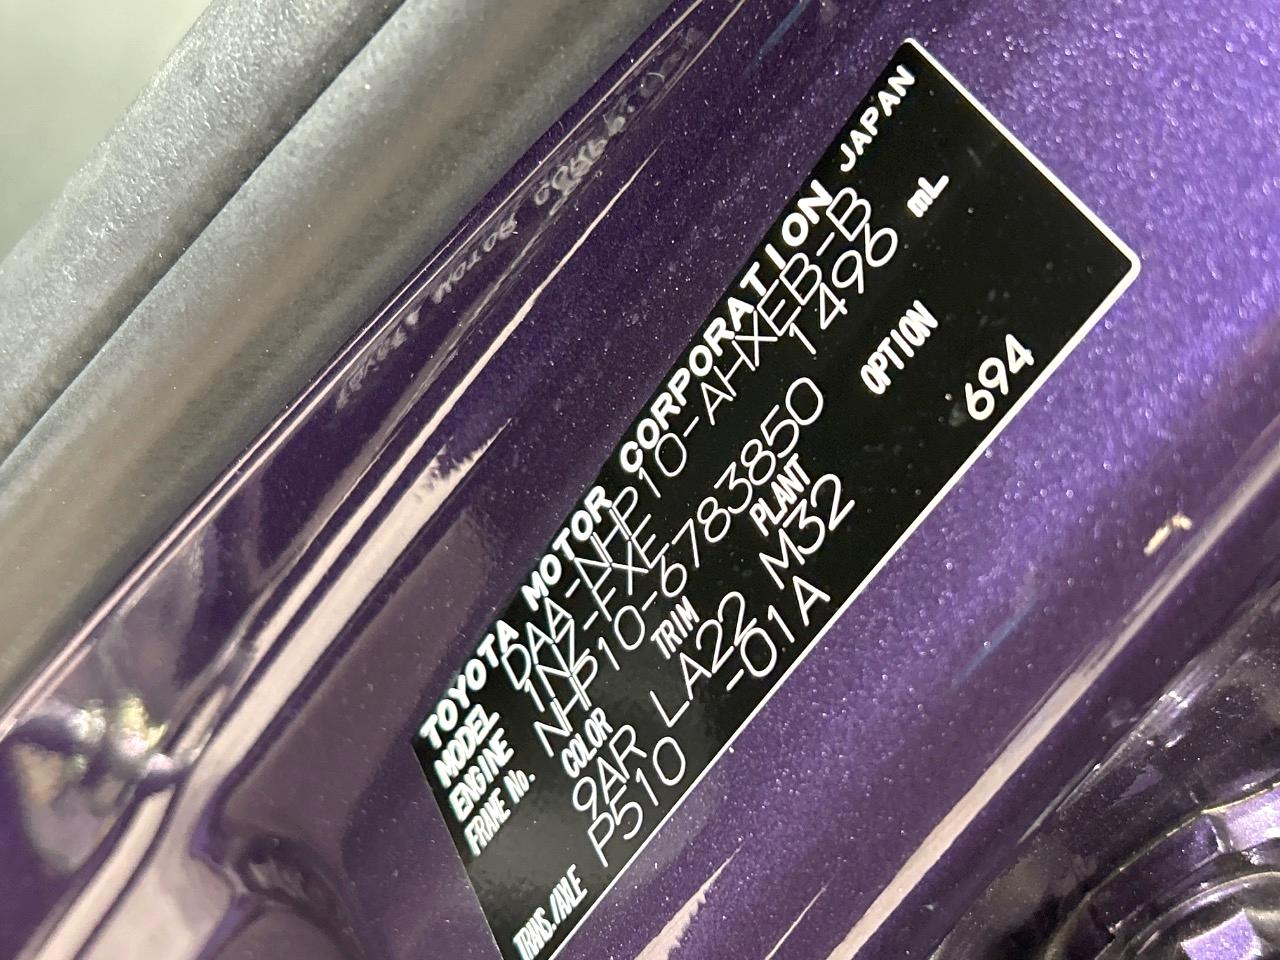 TOYOTA MOTOR CORPORATION JAPAN
MODEL DAA-NHP10-AHXEB-B
ENGINE 1NZ-FXE 1490 mL
FRAME No. NHP10-6783850
COLOR TRIM PLANT OPTION
9AR LA22 M32 694
TRANS./AXLE P510 -01A